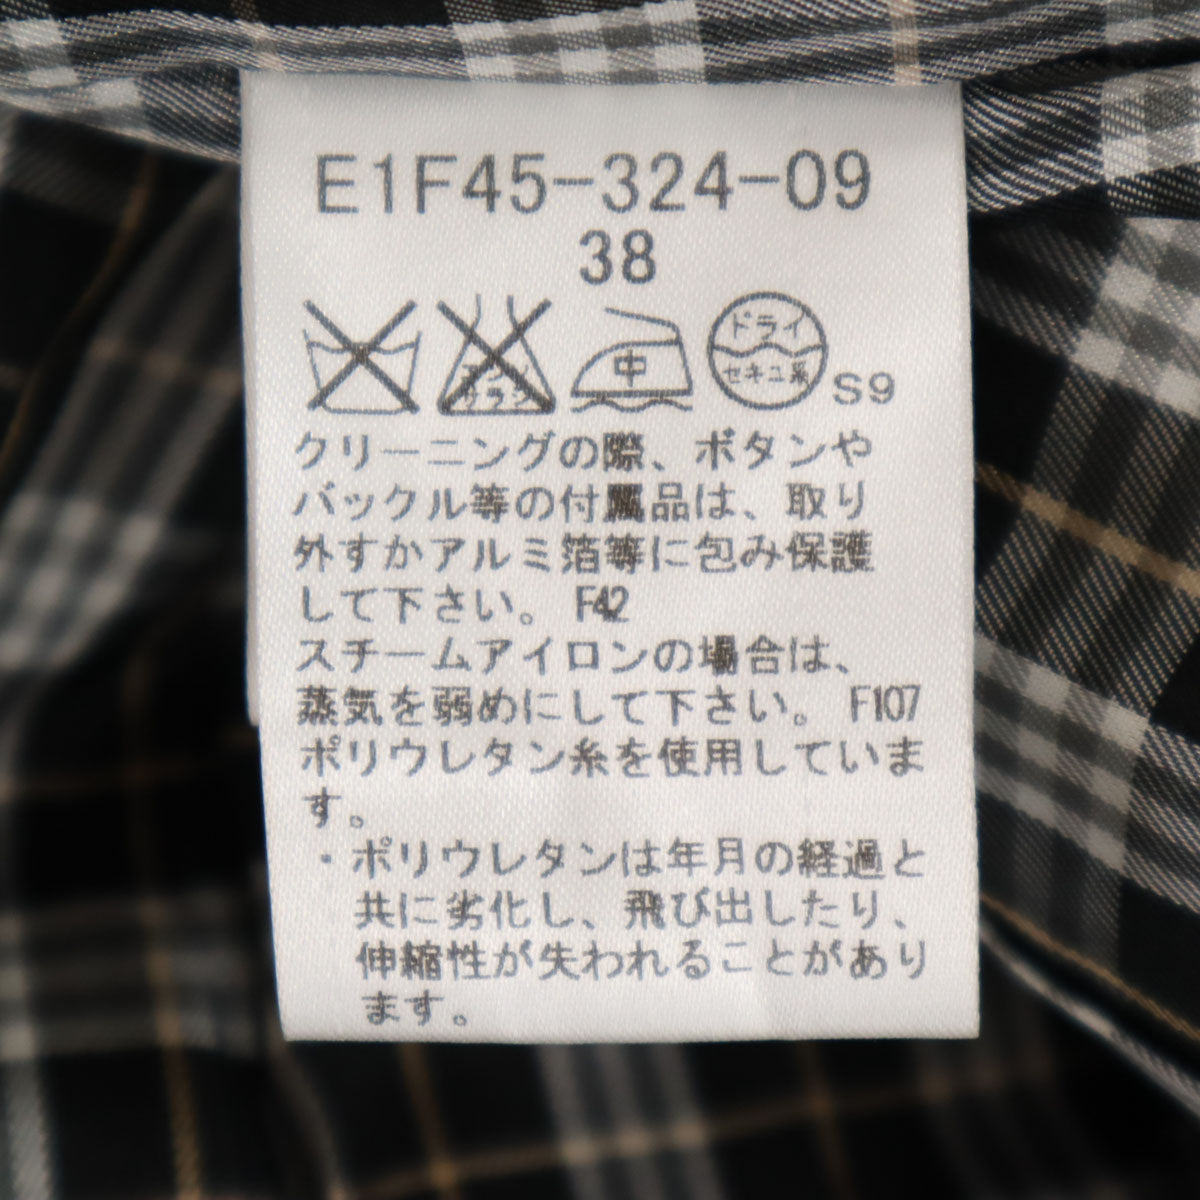 E1F45-324-09
38
中
ドライ
セキユ系
S9
エンソ
サラシ
クリーニングの際、ボタンや
バックル等の付属品は、取り
外すかアルミ箔等に包み保護
して下さい。 F42
スチームアイロンの場合は、
蒸気を弱めにして下さい。 F107
ポリウレタン糸を使用していま
す。
・ポリウレタンは年月の経過と
共に劣化し、飛び出したり、
伸縮性が失われることがあり
ます。